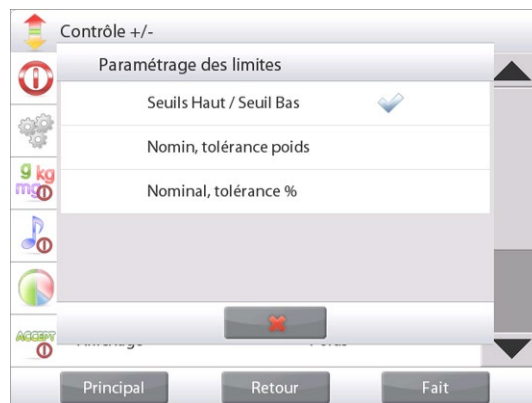 Contrôle +/-
Paramétrage des limites
Seuils Haut / Seuil Bas
Nomin, tolérance poids
Nominal, tolérance %
g kg
mg
ACCEPT
Principal Retour Fait